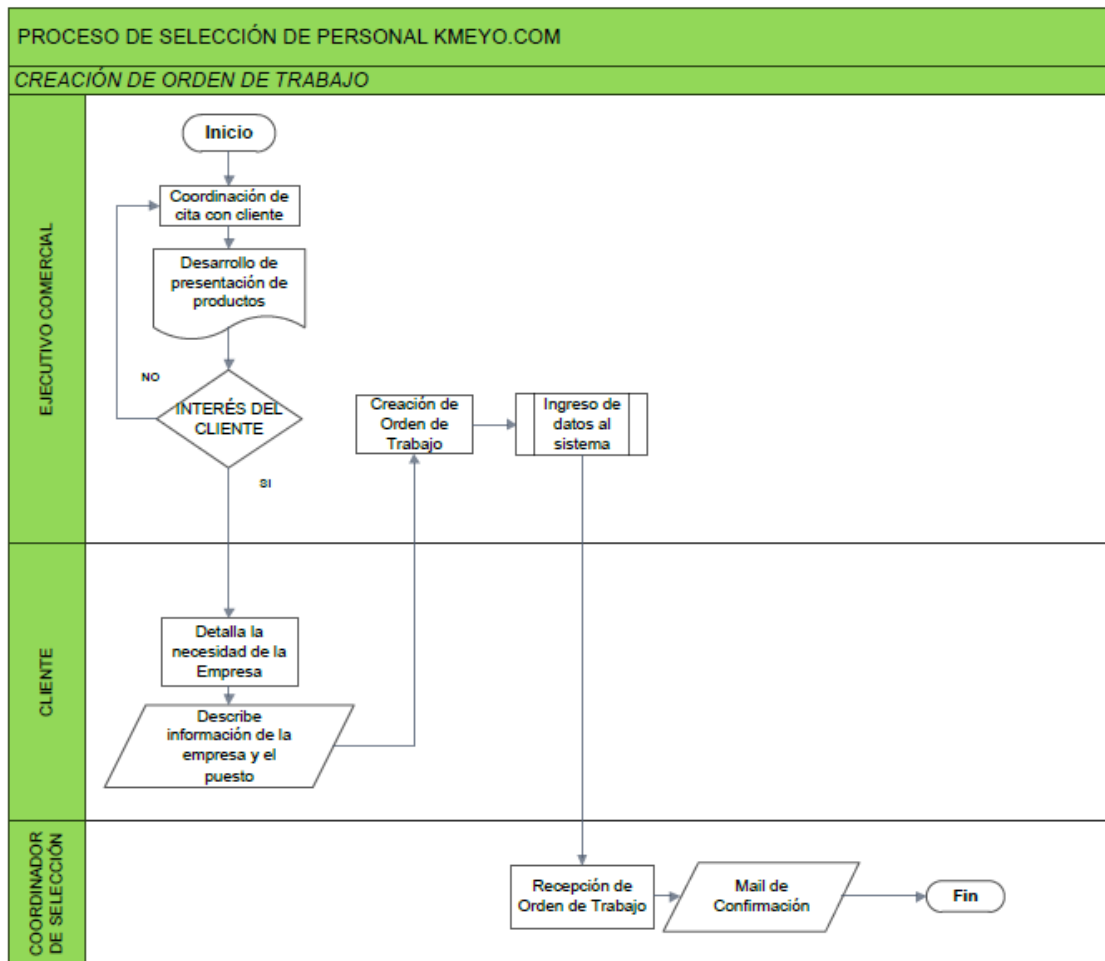 PROCESO DE SELECCIÓN DE PERSONAL KMEYO.COM
CREACIÓN DE ORDEN DE TRABAJO
EJECUTIVO COMERCIAL
Inicio
Coordinación de
cita con cliente
Desarrollo de
presentación de
productos
NO
INTERÉS DEL
CLIENTE
SI
Creación de
Orden de
Trabajo
Ingreso de
datos al
sistema
CLIENTE
Detalla la
necesidad de la
Empresa
Describe
información de la
empresa y el
puesto
COORDINADOR
DE SELECCIÓN
Recepción de
Orden de Trabajo
Mail de
Confirmación
Fin